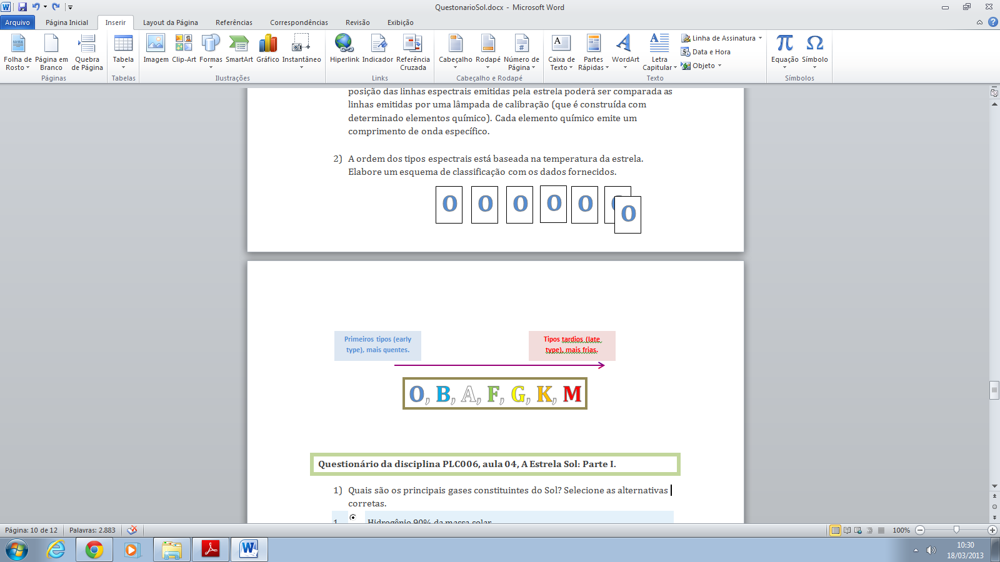 QuestonarioSol.docx - Microsoft Word
Arquivo Página Inicial Inserir Layout da Página Referências Correspondências Revisão Exibição
Folha de Rosto Página em Branco Quebra de Página Tabela Imagem Clip-Art Formas SmartArt Gráfico Instantâneo Hiperlink Indicador Referência Cruzada Cabeçalho Rodapé Número de Página Caixa de Texto Partes Rápidas WordArt Letra Capitular Linha de Assinatura Data e Hora Objeto Equação Símbolo
Páginas Tabelas Ilustrações Links Cabeçalho e Rodapé Texto Símbolos
posição das linhas espectrais emitidas pela estrela poderá ser comparada as
linhas emitidas por uma lâmpada de calibração (que é construída com
determinado elementos químico). Cada elemento químico emite um
comprimento de onda específico.
2) A ordem dos tipos espectrais está baseada na temperatura da estrela.
Elabore um esquema de classificação com os dados fornecidos.
O O O O O O
O
Primeiros tipos (early
type), mais quentes.
Tipos tardios (late
type), mais frias.
O, B, A, F, G, K, M
Questionário da disciplina PLC006, aula 04, A Estrela Sol: Parte I.
1) Quais são os principais gases constituintes do Sol? Selecione as alternativas
corretas.
1 Hidrogênio 90% da massa solar
Página: 10 de 12 Palavras: 2.883 100%
10:30
18/03/2013